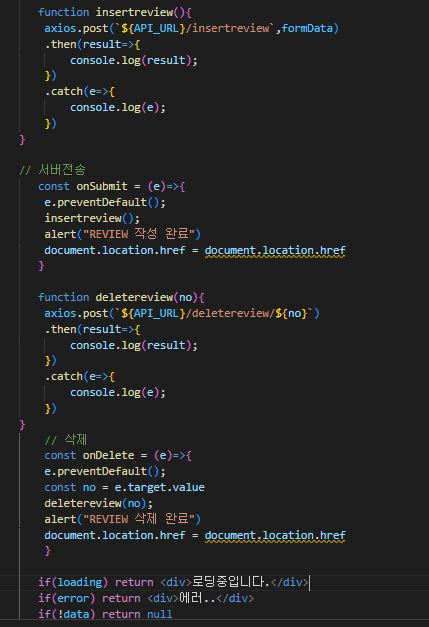 function insertreview(){
axios.post(`${API_URL}/insertreview`,formData)
.then(result=>{
console.log(result);
})
.catch(e=>{
console.log(e);
})
}
// 서버전송
const onSubmit = (e)=>{
e.preventDefault();
insertreview();
alert("REVIEW 작성 완료")
document.location.href = document.location.href
}
function deletereview(no){
axios.post(`${API_URL}/deletereview/${no}`)
.then(result=>{
console.log(result);
})
.catch(e=>{
console.log(e);
})
}
// 삭제
const onDelete = (e)=>{
e.preventDefault();
const no = e.target.value
deletereview(no);
alert("REVIEW 삭제 완료")
document.location.href = document.location.href
}
if(loading) return <div>로딩중입니다.</div>
if(error) return <div>에러..</div>
if(!data) return null